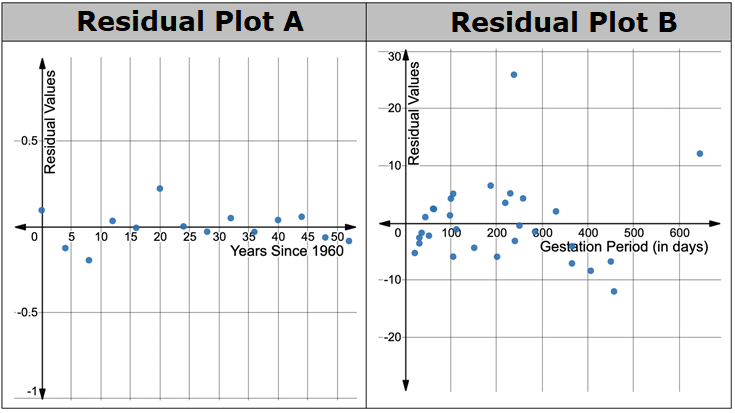 Residual Plot A
Residual Values
0.5
0 5 10 15 20 25 30 35 40 45 50
Years Since 1960
-0.5
-1
Residual Plot B
Residual Values
30
20
10
0 100 200 300 400 500 600
Gestation Period (in days)
-10
-20